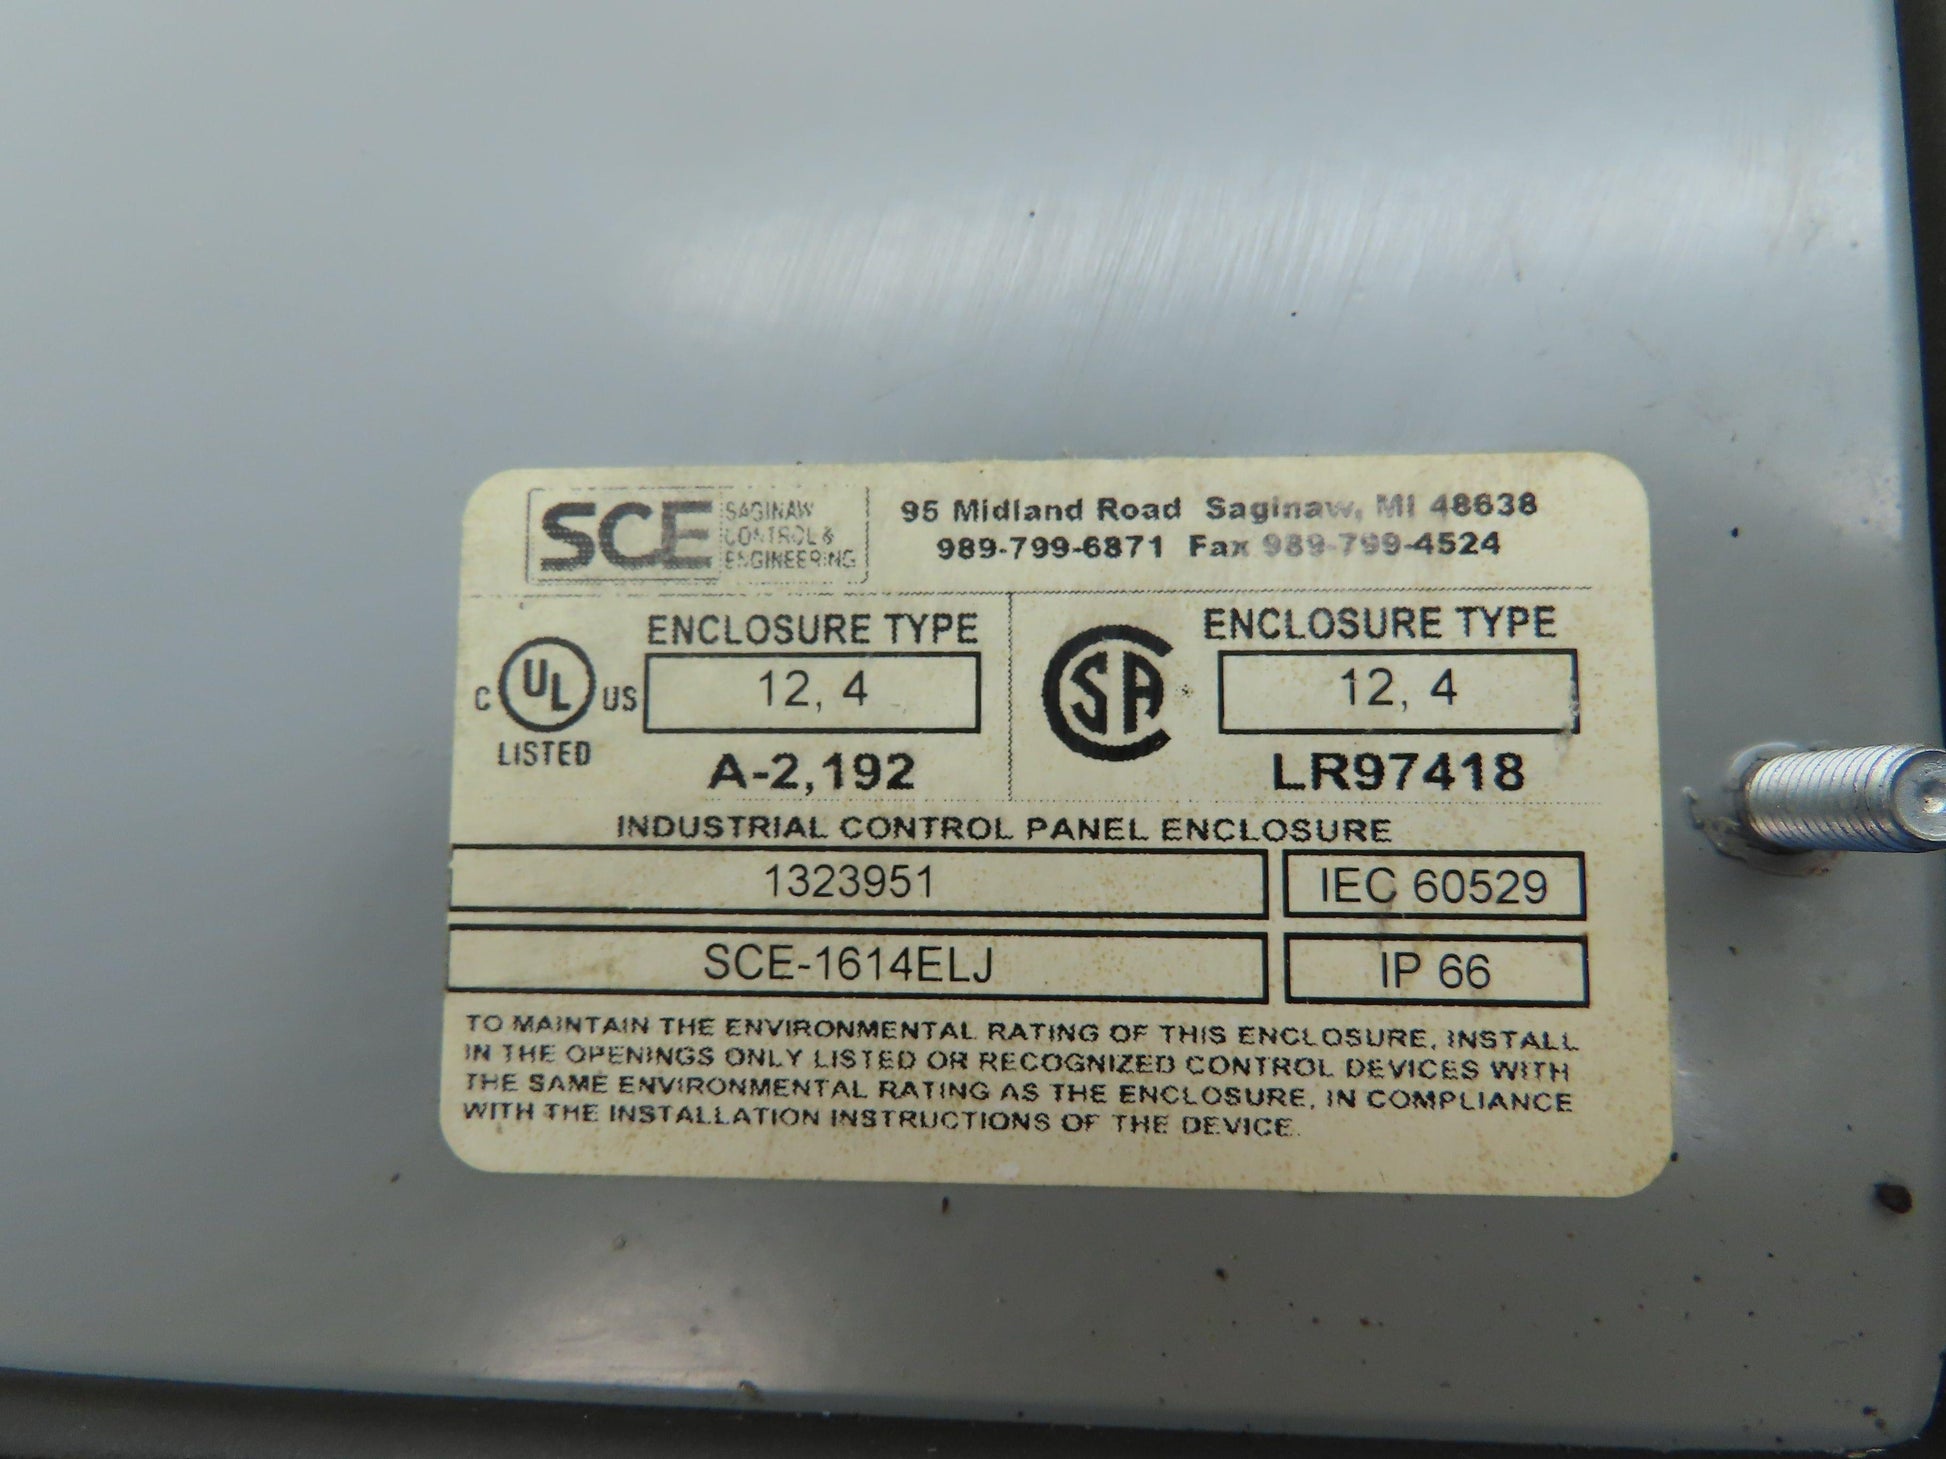 SCE SAGINAW CONTROL & ENGINEERING
95 Midland Road Saginaw, MI 48638
989-799-6871 Fax 989-799-4524
ENCLOSURE TYPE
C UL US
LISTED
12, 4
A-2,192
ENCLOSURE TYPE
CSA
12, 4
LR97418
INDUSTRIAL CONTROL PANEL ENCLOSURE
1323951
IEC 60529
SCE-1614ELJ
IP 66
TO MAINTAIN THE ENVIRONMENTAL RATING OF THIS ENCLOSURE, INSTALL
IN THE OPENINGS ONLY LISTED OR RECOGNIZED CONTROL DEVICES WITH
THE SAME ENVIRONMENTAL RATING AS THE ENCLOSURE, IN COMPLIANCE
WITH THE INSTALLATION INSTRUCTIONS OF THE DEVICE.